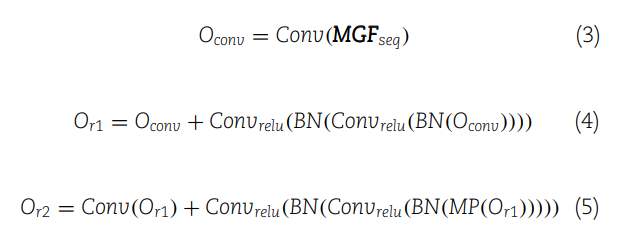 O_conv = Conv(MGF_seq) (3)
O_r1 = O_conv + Conv_relu(BN(Conv_relu(BN(O_conv)))) (4)
O_r2 = Conv(O_r1) + Conv_relu(BN(Conv_relu(BN(MP(O_r1))))) (5)